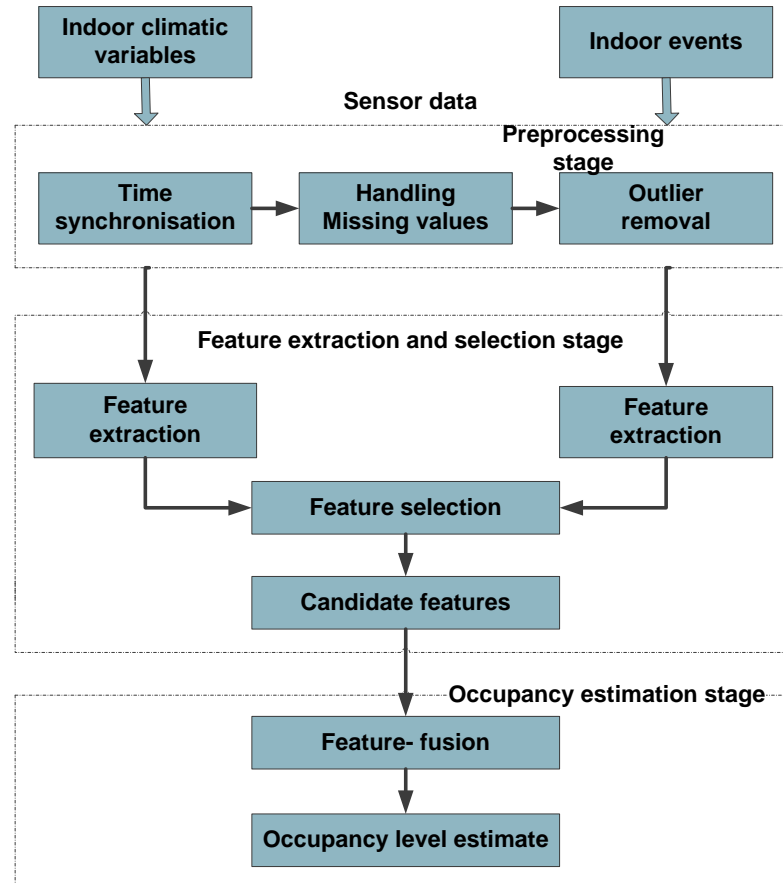 Indoor climatic
variables
Indoor events
Sensor data
Preprocessing
stage
Time
synchronisation
Handling
Missing values
Outlier
removal
Feature extraction and selection stage
Feature
extraction
Feature
extraction
Feature selection
Candidate features
Occupancy estimation stage
Feature- fusion
Occupancy level estimate